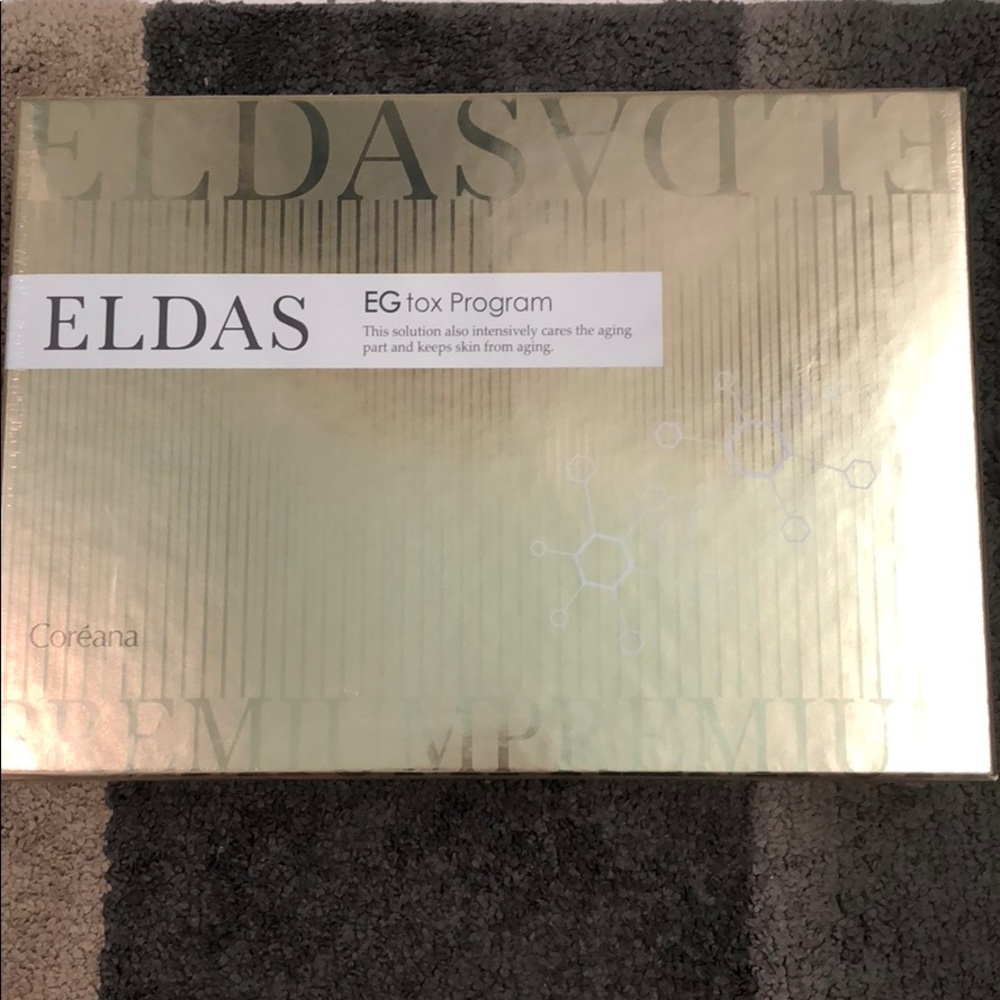 ELDASVDTE
ELDAS
EG tox Program
This solution also intensively cares the aging
part and keeps skin from aging.
Coréana
PREMIUMPREMIU